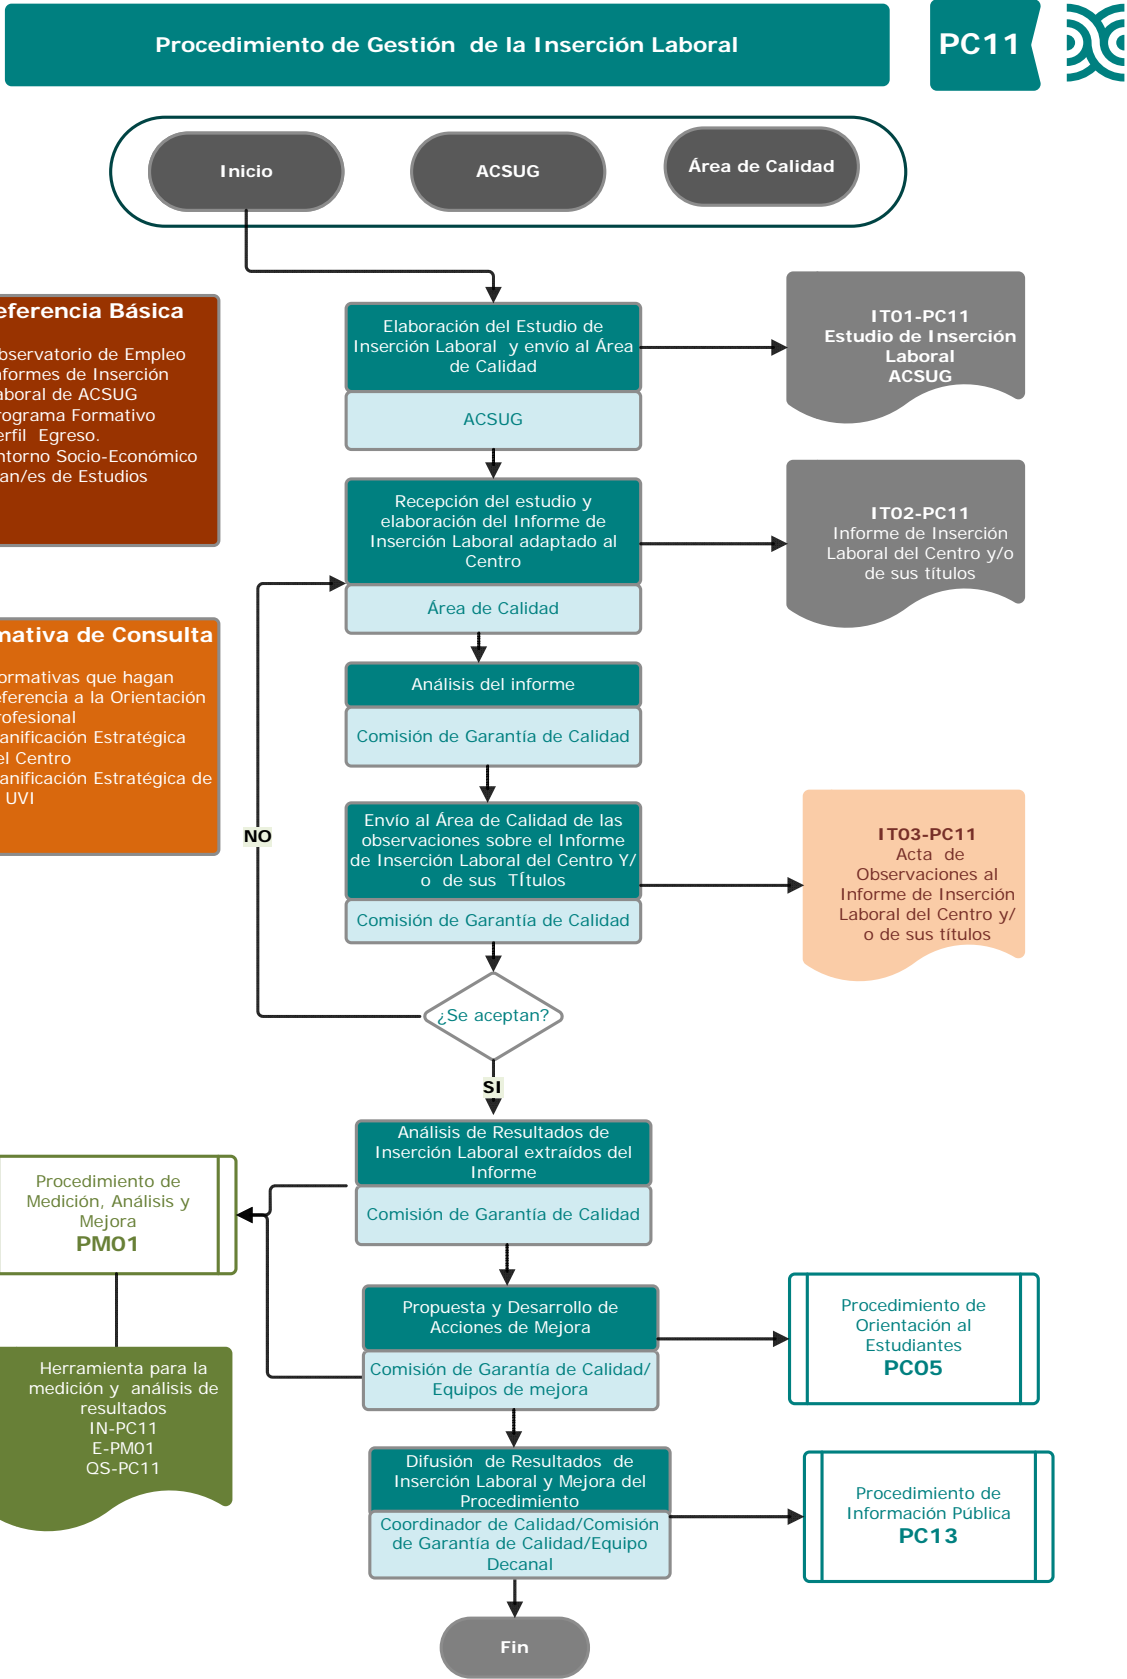 Procedimiento de Gestión de la Inserción Laboral
PC11
Inicio
ACSUG
Área de Calidad
Elaboración del Estudio de
Inserción Laboral y envío al Área
de Calidad
ACSUG
IT01-PC11
Estudio de Inserción
Laboral
ACSUG
eferencia Básica
bservatorio de Empleo
nformes de Inserción
aboral de ACSUG
rograma Formativo
erfil Egreso.
ntorno Socio-Económico
an/es de Estudios
Recepción del estudio y
elaboración del Informe de
Inserción Laboral adaptado al
Centro
Área de Calidad
IT02-PC11
Informe de Inserción
Laboral del Centro y/o
de sus títulos
mativa de Consulta
ormativas que hagan
eferencia a la Orientación
rofesional
anificación Estratégica
el Centro
anificación Estratégica de
UVI
Análisis del informe
Comisión de Garantía de Calidad
Envío al Área de Calidad de las
observaciones sobre el Informe
de Inserción Laboral del Centro Y/
o de sus TÍtulos
Comisión de Garantía de Calidad
IT03-PC11
Acta de
Observaciones al
Informe de Inserción
Laboral del Centro y/
o de sus títulos
NO
¿Se aceptan?
SI
Análisis de Resultados de
Inserción Laboral extraídos del
Informe
Comisión de Garantía de Calidad
Procedimiento de
Medición, Análisis y
Mejora
PM01
Propuesta y Desarrollo de
Acciones de Mejora
Comisión de Garantía de Calidad/
Equipos de mejora
Procedimiento de
Orientación al
Estudiantes
PC05
Herramienta para la
medición y análisis de
resultados
IN-PC11
E-PM01
QS-PC11
Difusión de Resultados de
Inserción Laboral y Mejora del
Procedimiento
Coordinador de Calidad/Comisión
de Garantía de Calidad/Equipo
Decanal
Procedimiento de
Información Pública
PC13
Fin